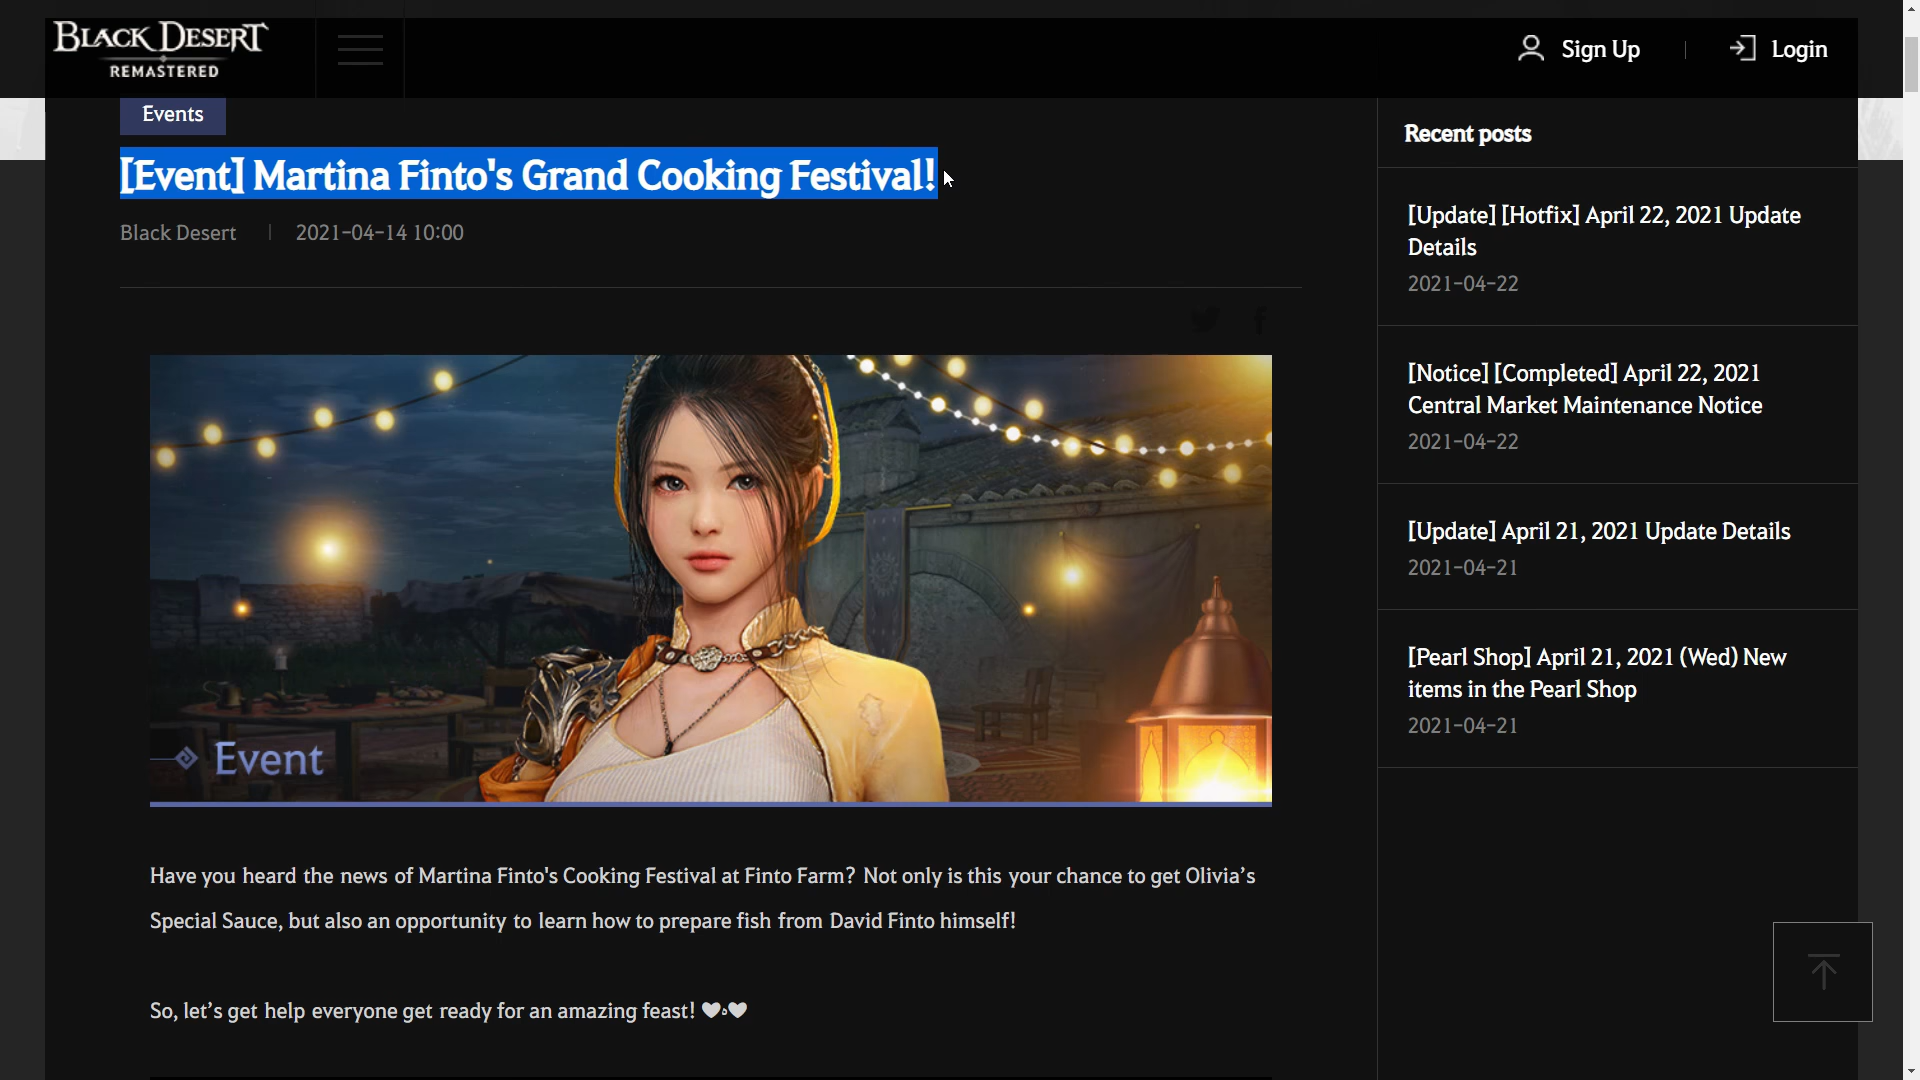 BLACK DESERT
REMASTERED
Sign Up
Login
Events
[Event] Martina Finto's Grand Cooking Festival!
Black Desert
2021-04-14 10:00
Event
Have you heard the news of Martina Finto's Cooking Festival at Finto Farm? Not only is this your chance to get Olivia’s
Special Sauce, but also an opportunity to learn how to prepare fish from David Finto himself!
So, let’s get help everyone get ready for an amazing feast! ♥ঌ♥
Recent posts
[Update] [Hotfix] April 22, 2021 Update
Details
2021-04-22
[Notice] [Completed] April 22, 2021
Central Market Maintenance Notice
2021-04-22
[Update] April 21, 2021 Update Details
2021-04-21
[Pearl Shop] April 21, 2021 (Wed) New
items in the Pearl Shop
2021-04-21